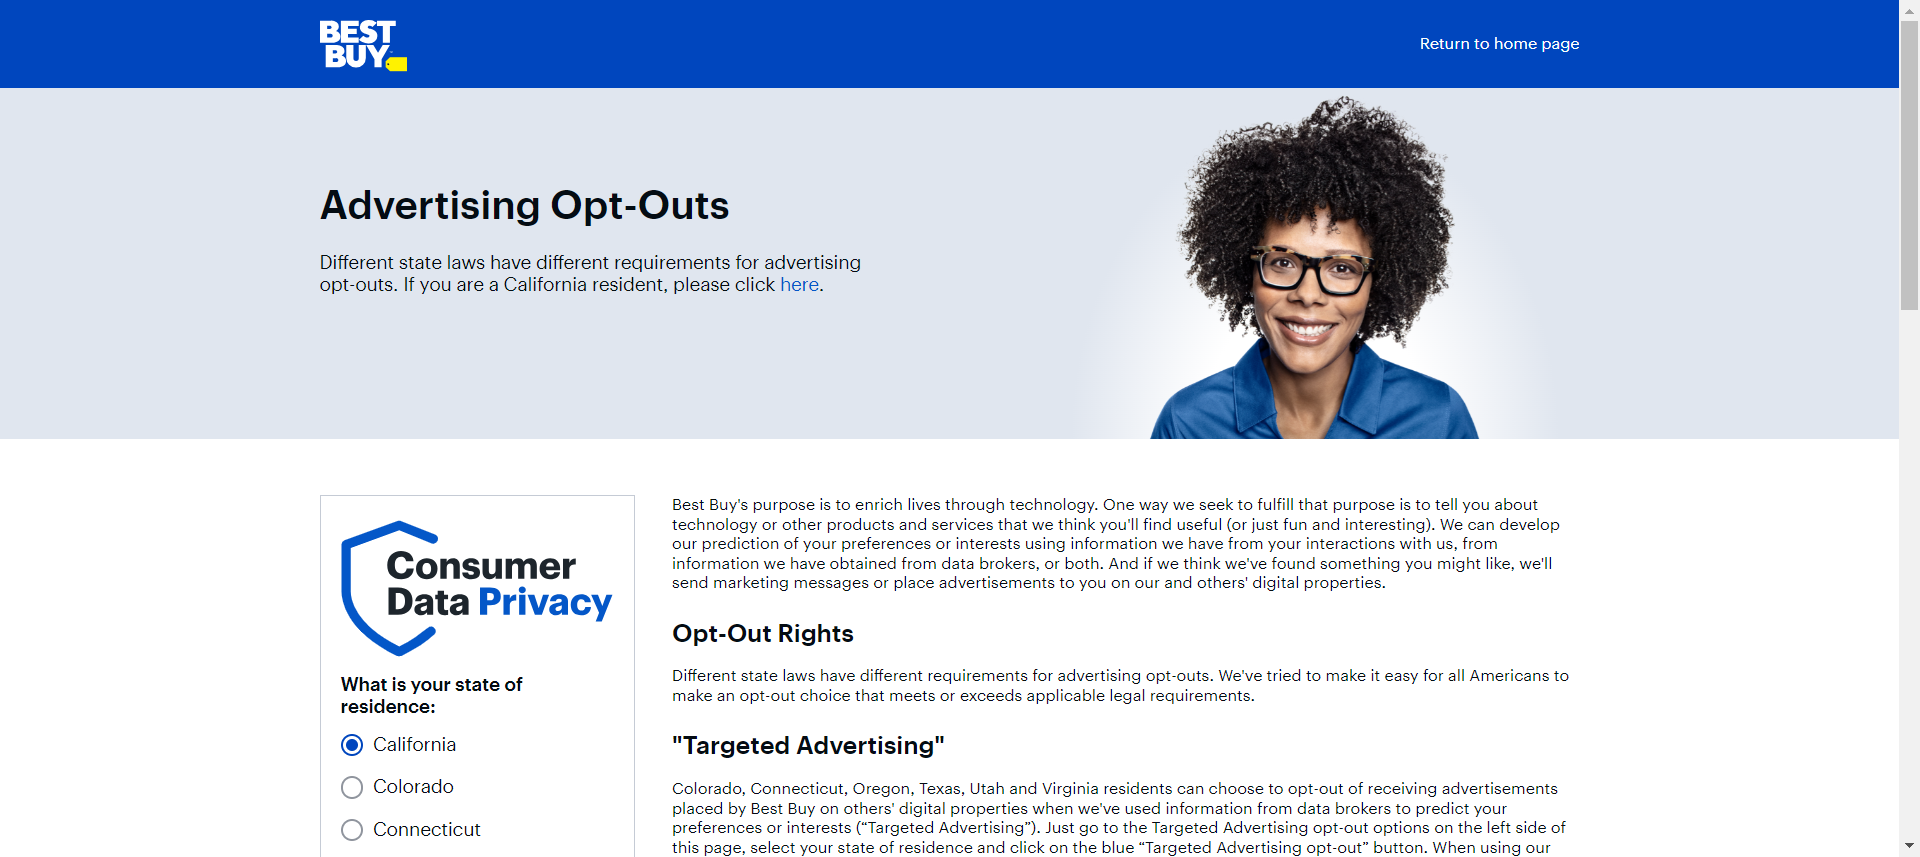 BEST
BUY
Return to home page
Advertising Opt-Outs
Different state laws have different requirements for advertising
opt-outs. If you are a California resident, please click here.
Consumer
Data Privacy
What is your state of
residence:
California
Colorado
Connecticut
Best Buy's purpose is to enrich lives through technology. One way we seek to fulfill that purpose is to tell you about
technology or other products and services that we think you'll find useful (or just fun and interesting). We can develop
our prediction of your preferences or interests using information we have from your interactions with us, from
information we have obtained from data brokers, or both. And if we think we've found something you might like, we'll
send marketing messages or place advertisements to you on our and others' digital properties.
Opt-Out Rights
Different state laws have different requirements for advertising opt-outs. We've tried to make it easy for all Americans to
make an opt-out choice that meets or exceeds applicable legal requirements.
"Targeted Advertising"
Colorado, Connecticut, Oregon, Texas, Utah and Virginia residents can choose to opt-out of receiving advertisements
placed by Best Buy on others' digital properties when we've used information from data brokers to predict your
preferences or interests (“Targeted Advertising”). Just go to the Targeted Advertising opt-out options on the left side of
this page, select your state of residence and click on the blue “Targeted Advertising opt-out” button. When using our